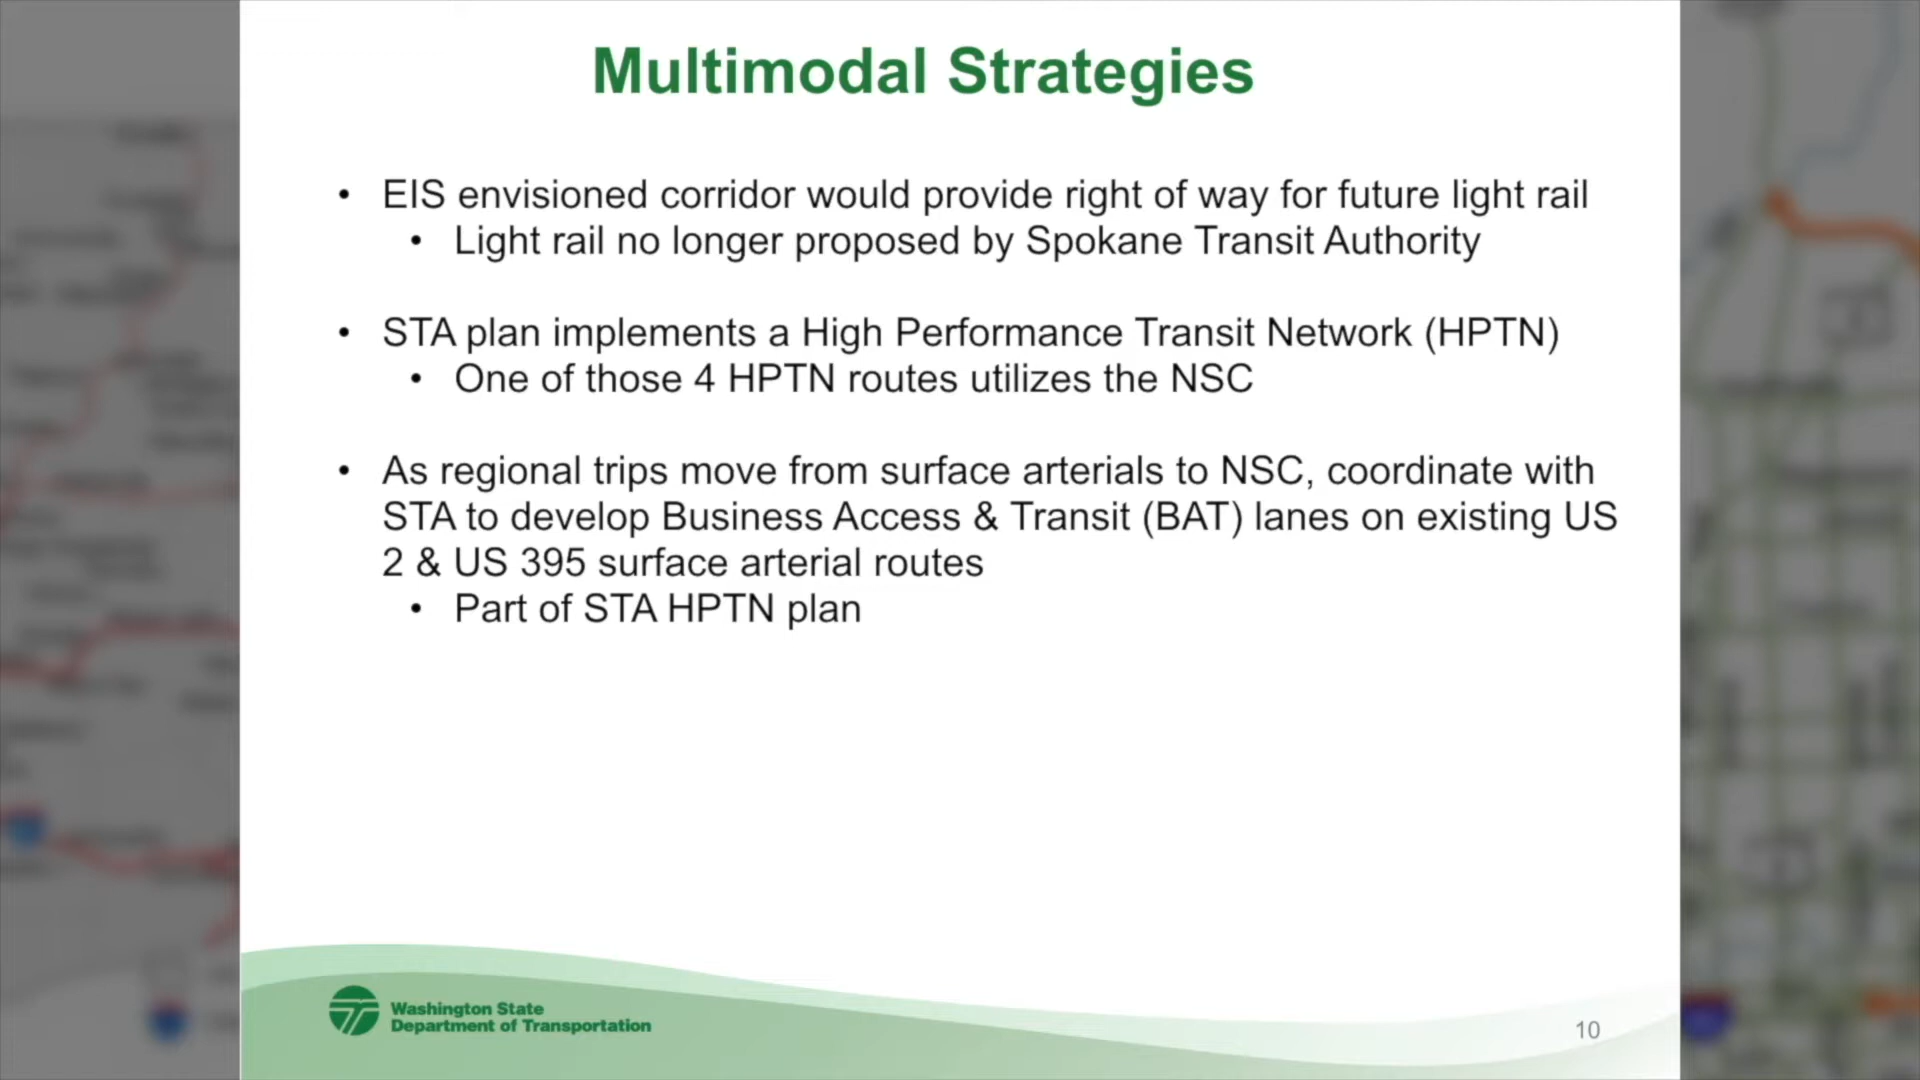 Multimodal Strategies
• EIS envisioned corridor would provide right of way for future light rail
• Light rail no longer proposed by Spokane Transit Authority
• STA plan implements a High Performance Transit Network (HPTN)
• One of those 4 HPTN routes utilizes the NSC
• As regional trips move from surface arterials to NSC, coordinate with
STA to develop Business Access & Transit (BAT) lanes on existing US
2 & US 395 surface arterial routes
• Part of STA HPTN plan
Washington State
Department of Transportation
10